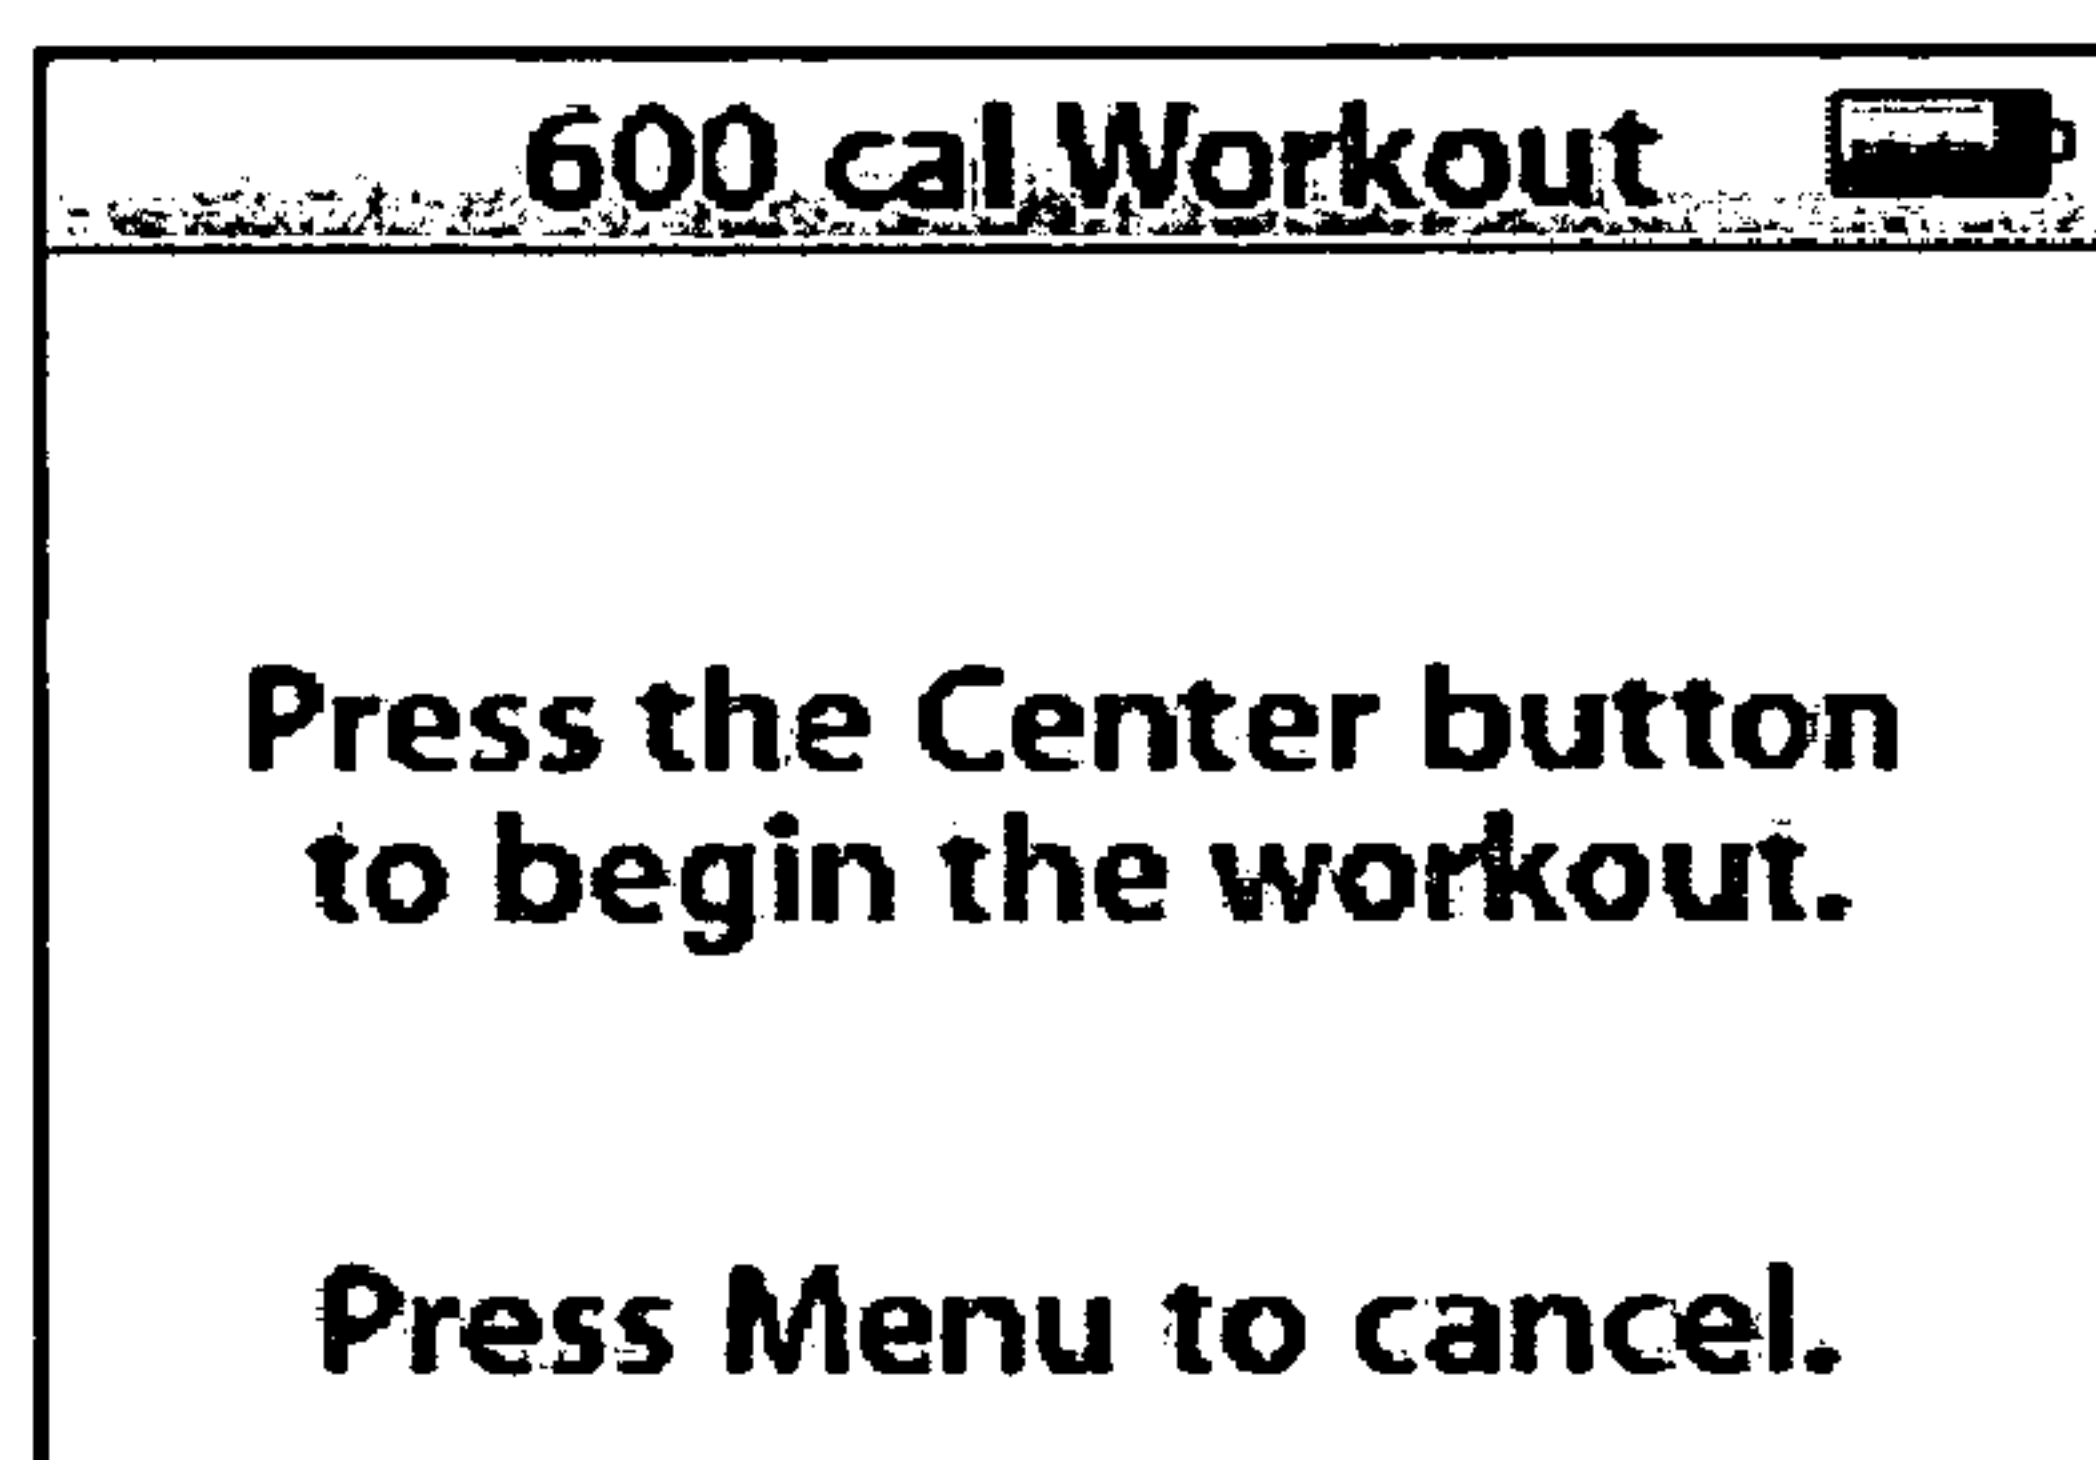 600 cal Workout
Press the Center button
to begin the workout.
Press Menu to cancel.